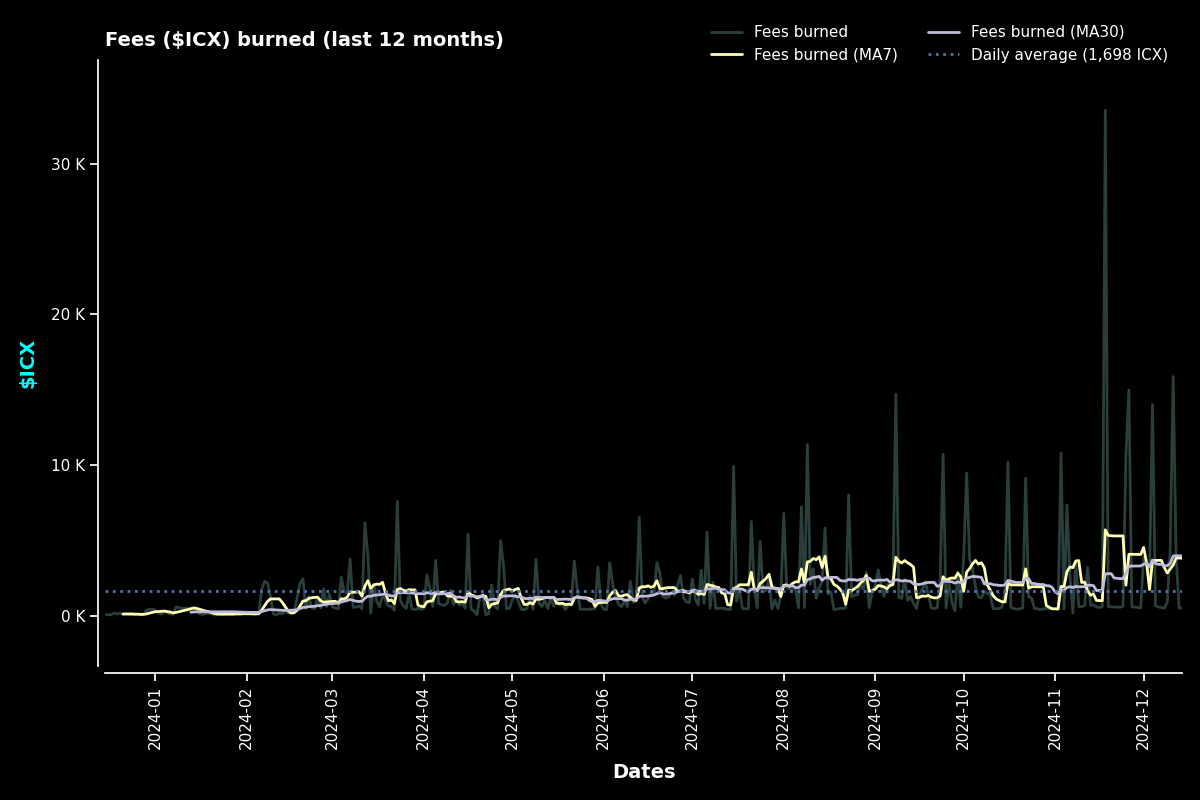 Fees ($ICX) burned (last 12 months)
Fees burned
Fees burned (MA7)
Fees burned (MA30)
Daily average (1,698 ICX)
30 K
20 K
10 K
0 K
$ICX
2024-01
2024-02
2024-03
2024-04
2024-05
2024-06
2024-07
2024-08
2024-09
2024-10
2024-11
2024-12
Dates